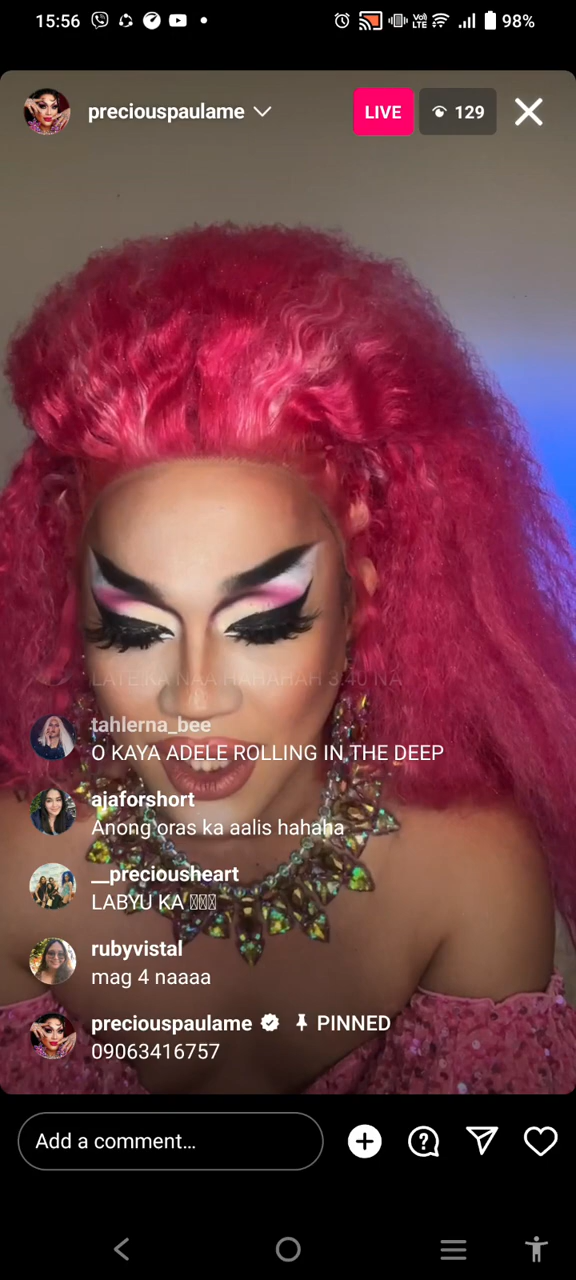 15:56
Vo)
LTE
98%
preciouspaulame
LIVE
129
LATE KA NAA HAHAHAH 3:40 NA
tahlerna_bee
O KAYA ADELE ROLLING IN THE DEEP
ajaforshort
Anong oras ka aalis hahaha
__preciousheart
LABYU KA
rubyvistal
mag 4 naaaa
preciouspaulame PINNED
09063416757
Add a comment…